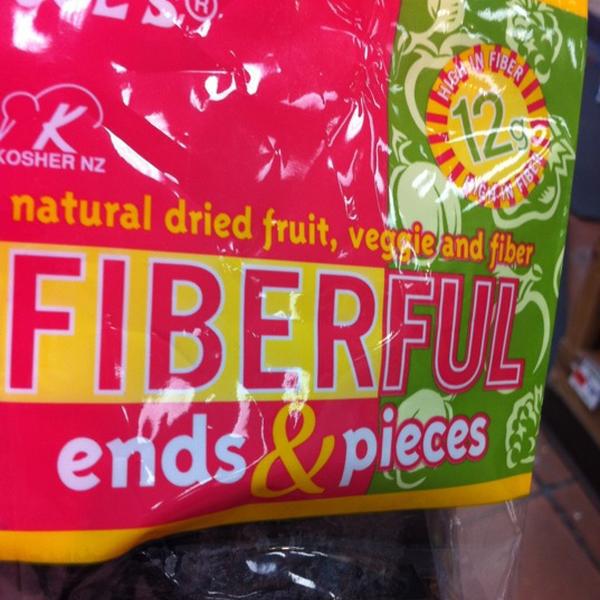 HIGH IN FIBER
12g
HIGH IN FIBER
K
KOSHER NZ
natural dried fruit, veggie and fiber
FIBERFUL
ends & pieces